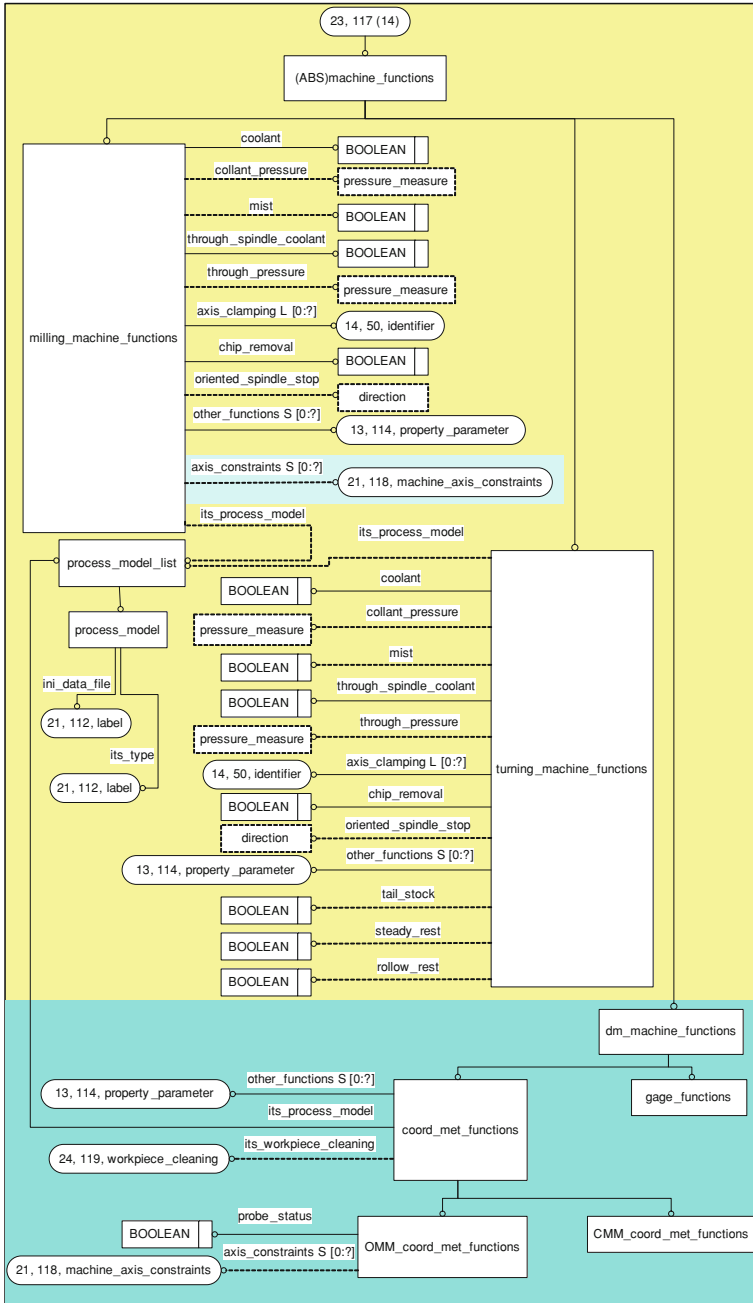 23, 117 (14)
(ABS)machine_functions
coolant
BOOLEAN
collant_pressure
pressure_measure
mist
BOOLEAN
through_spindle_coolant
BOOLEAN
through_pressure
pressure_measure
axis_clamping L [0:?]
14, 50, identifier
milling_machine_functions
chip_removal
BOOLEAN
oriented_spindle_stop
direction
other_functions S [0:?]
13, 114, property_parameter
axis_constraints S [0:?]
21, 118, machine_axis_constraints
its_process_model
its_process_model
process_model_list
coolant
BOOLEAN
collant_pressure
process_model
pressure_measure
mist
BOOLEAN
ini_data_file
through_spindle_coolant
BOOLEAN
21, 112, label
through_pressure
pressure_measure
its_type
axis_clamping L [0:?]
14, 50, identifier
turning_machine_functions
21, 112, label
chip_removal
BOOLEAN
oriented_spindle_stop
direction
other_functions S [0:?]
13, 114, property_parameter
tail_stock
BOOLEAN
steady_rest
BOOLEAN
rollow_rest
BOOLEAN
dm_machine_functions
other_functions S [0:?]
13, 114, property_parameter
gage_functions
its_process_model
coord_met_functions
its_workpiece_cleaning
24, 119, workpiece_cleaning
probe_status
BOOLEAN
OMM_coord_met_functions
CMM_coord_met_functions
axis_constraints S [0:?]
21, 118, machine_axis_constraints